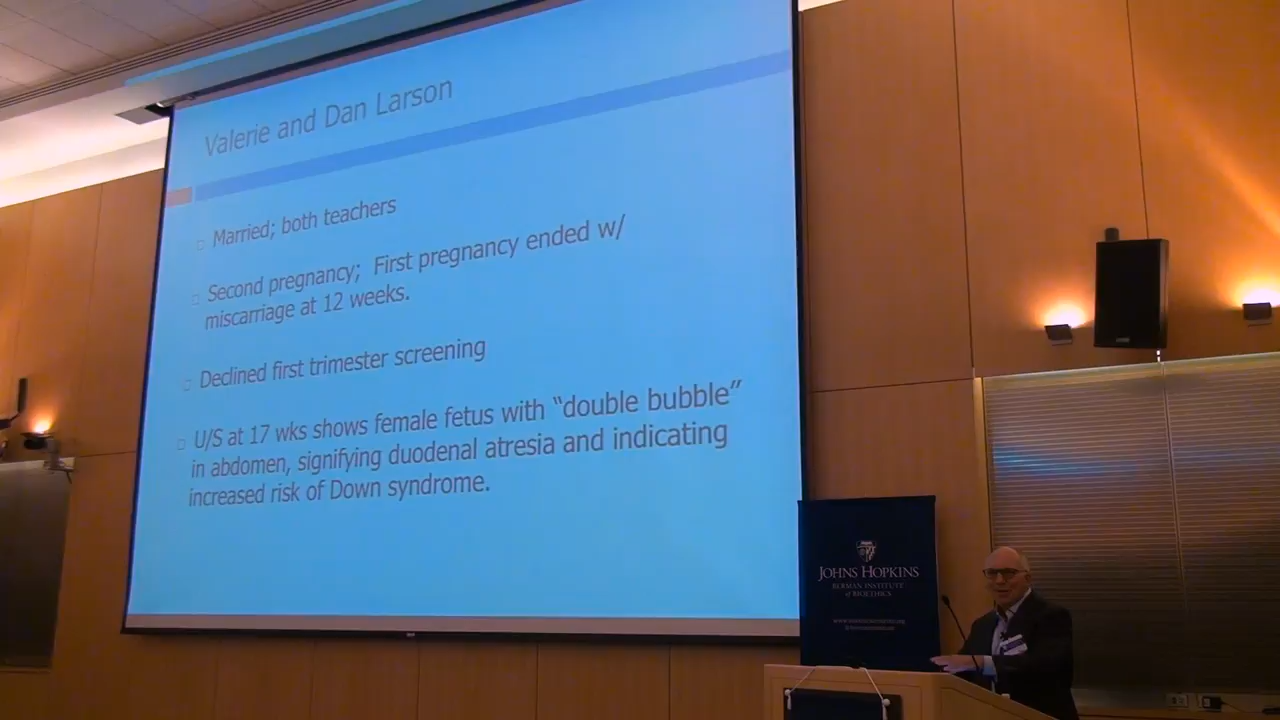 Valerie and Dan Larson
Married; both teachers
Second pregnancy; First pregnancy ended w/
miscarriage at 12 weeks.
Declined first trimester screening
U/S at 17 wks shows female fetus with “double bubble”
in abdomen, signifying duodenal atresia and indicating
increased risk of Down syndrome.
JOHNS HOPKINS
BERMAN INSTITUTE
of BIOETHICS